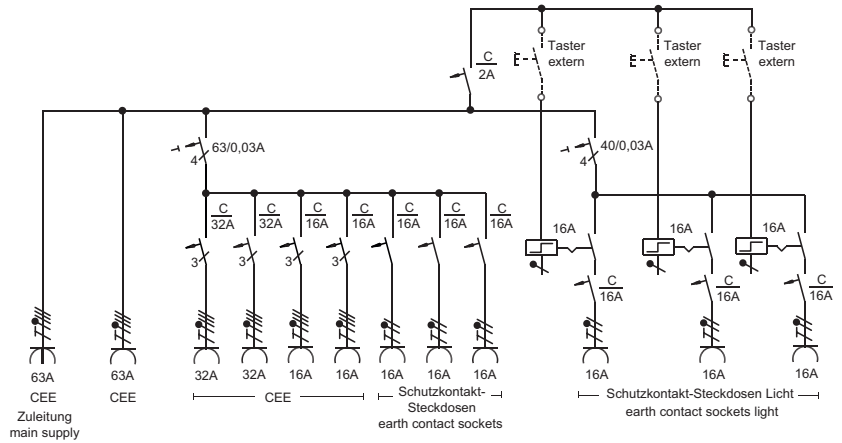 Taster
extern
Taster
extern
Taster
extern
C
2A
63/0,03A
4
40/0,03A
4
C
32A
C
32A
C
16A
C
16A
C
16A
C
16A
C
16A
3
3
3
3
16A
16A
16A
C
16A
C
16A
C
16A
63A
63A
32A
32A
16A
16A
16A
16A
16A
16A
16A
16A
CEE
CEE
CEE
Zuleitung
main supply
Schutzkontakt-
Steckdosen
earth contact sockets
Schutzkontakt-Steckdosen Licht
earth contact sockets light